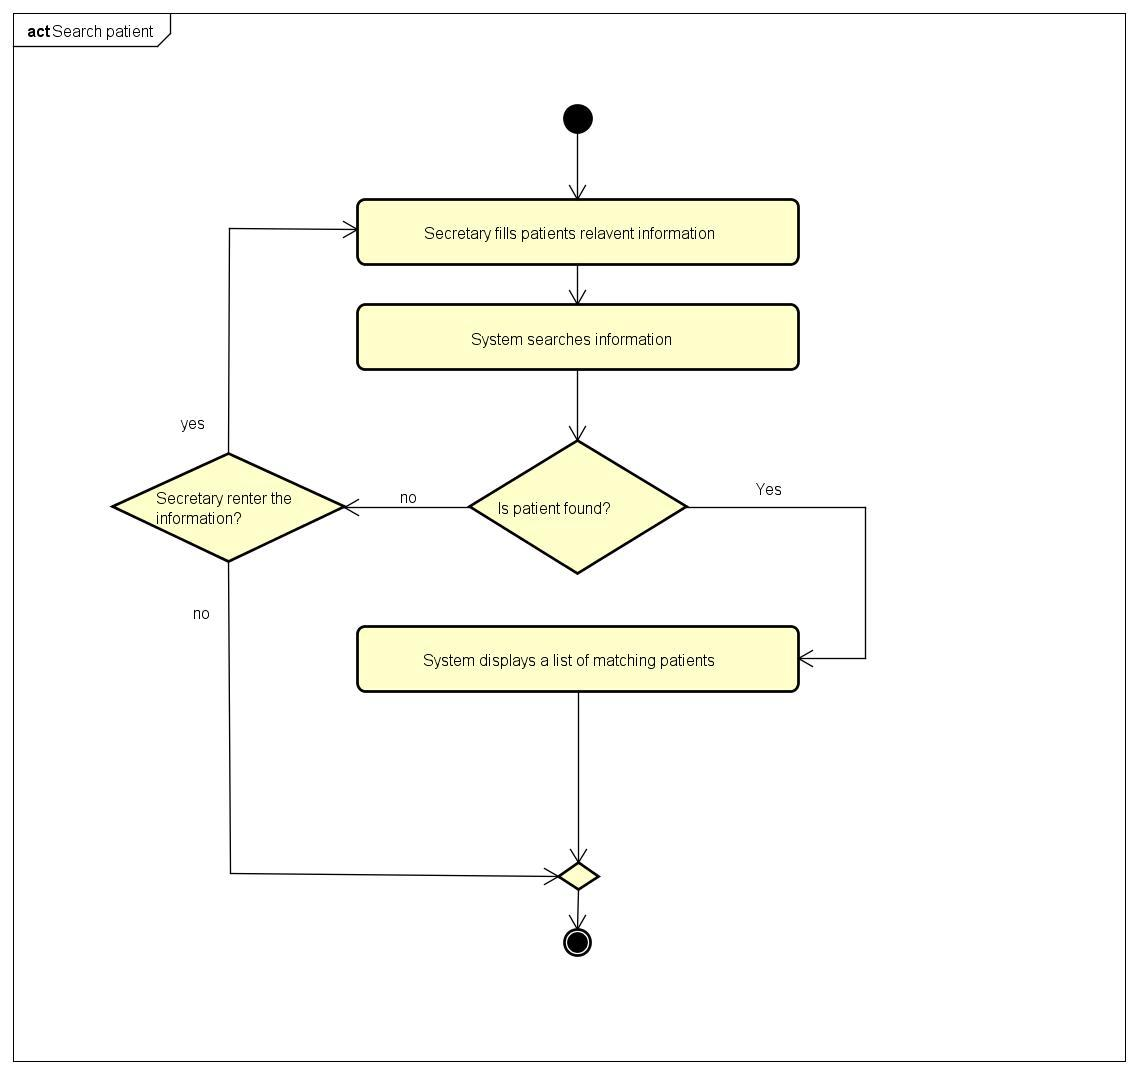 act Search patient
Secretary fills patients relavent information
System searches information
yes
Yes
no
Secretary renter the
information?
Is patient found?
no
System displays a list of matching patients